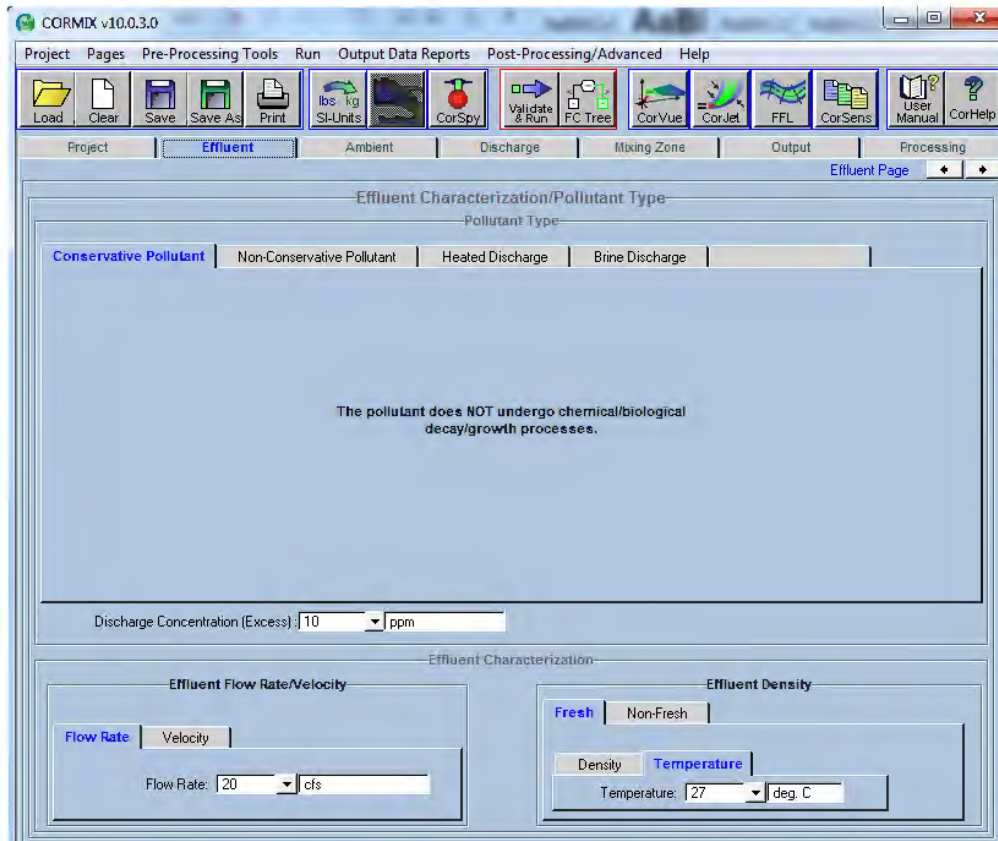 CORMIX v10.0.3.0
Project Pages Pre-Processing Tools Run Output Data Reports Post-Processing/Advanced Help
Load Clear Save Save As Print lbs kg SI-Units CorSpy Validate & Run FC Tree CorVue CorJet FFL CorSens User Manual CorHelp
Project Effluent Ambient Discharge Mixing Zone Output Processing
Effluent Page
Effluent Characterization/Pollutant Type
Pollutant Type
Conservative Pollutant Non-Conservative Pollutant Heated Discharge Brine Discharge
The pollutant does NOT undergo chemical/biological
decay/growth processes.
Discharge Concentration (Excess): 10 ppm
Effluent Characterization
Effluent Flow Rate/Velocity Effluent Density
Fresh Non-Fresh
Flow Rate Velocity
Density Temperature
Flow Rate: 20 cfs
Temperature: 27 deg. C